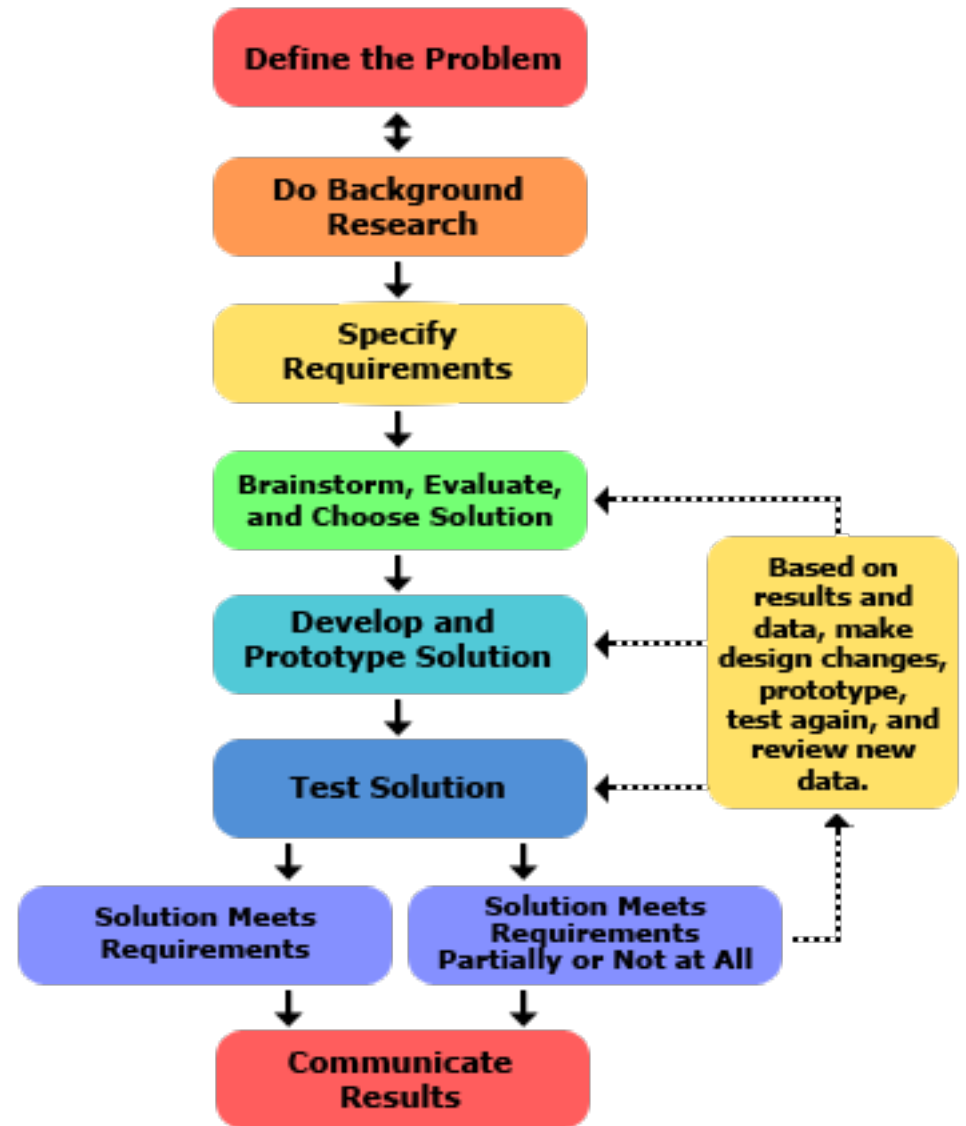 Define the Problem
Do Background
Research
Specify
Requirements
Brainstorm, Evaluate,
and Choose Solution
Develop and
Prototype Solution
Based on
results and
data, make
design changes,
prototype,
test again, and
review new
data.
Test Solution
Solution Meets
Requirements
Solution Meets
Requirements
Partially or Not at All
Communicate
Results